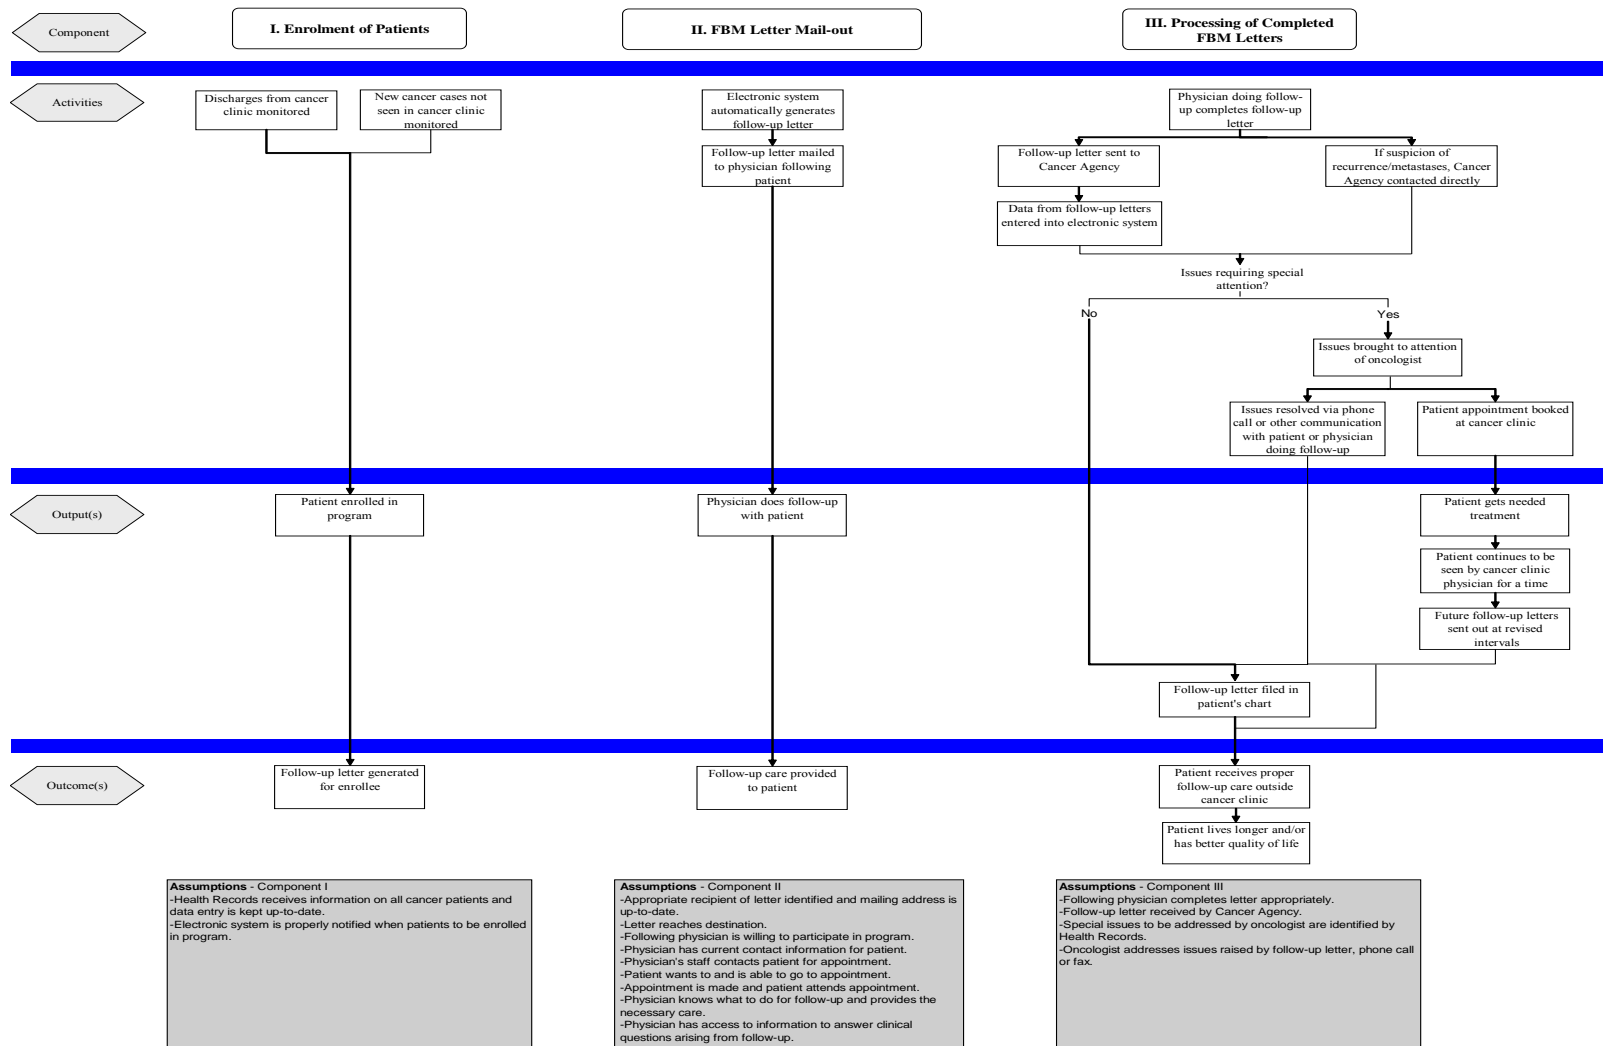 Component
I. Enrolment of Patients
II. FBM Letter Mail-out
III. Processing of Completed
FBM Letters
Activities
Discharges from cancer
clinic monitored
New cancer cases not
seen in cancer clinic
monitored
Electronic system
automatically generates
follow-up letter
Follow-up letter mailed
to physician following
patient
Physician doing follow-
up completes follow-up
letter
Follow-up letter sent to
Cancer Agency
If suspicion of
recurrence/metastases, Cancer
Agency contacted directly
Data from follow-up letters
entered into electronic system
Issues requiring special
attention?
No
Yes
Issues brought to attention
of oncologist
Issues resolved via phone
call or other communication
with patient or physician
doing follow-up
Patient appointment booked
at cancer clinic
Output(s)
Patient enrolled in
program
Physician does follow-up
with patient
Patient gets needed
treatment
Patient continues to be
seen by cancer clinic
physician for a time
Future follow-up letters
sent out at revised
intervals
Follow-up letter filed in
patient's chart
Outcome(s)
Follow-up letter generated
for enrollee
Follow-up care provided
to patient
Patient receives proper
follow-up care outside
cancer clinic
Patient lives longer and/or
has better quality of life
Assumptions - Component I
-Health Records receives information on all cancer patients and
data entry is kept up-to-date.
-Electronic system is properly notified when patients to be enrolled
in program.
Assumptions - Component II
-Appropriate recipient of letter identified and mailing address is
up-to-date.
-Letter reaches destination.
-Following physician is willing to participate in program.
-Physician has current contact information for patient.
-Physician's staff contacts patient for appointment.
-Patient wants to and is able to go to appointment.
-Appointment is made and patient attends appointment.
-Physician knows what to do for follow-up and provides the
necessary care.
-Physician has access to information to answer clinical
questions arising from follow-up.
Assumptions - Component III
-Following physician completes letter appropriately.
-Follow-up letter received by Cancer Agency.
-Special issues to be addressed by oncologist are identified by
Health Records.
-Oncologist addresses issues raised by follow-up letter, phone call
or fax.